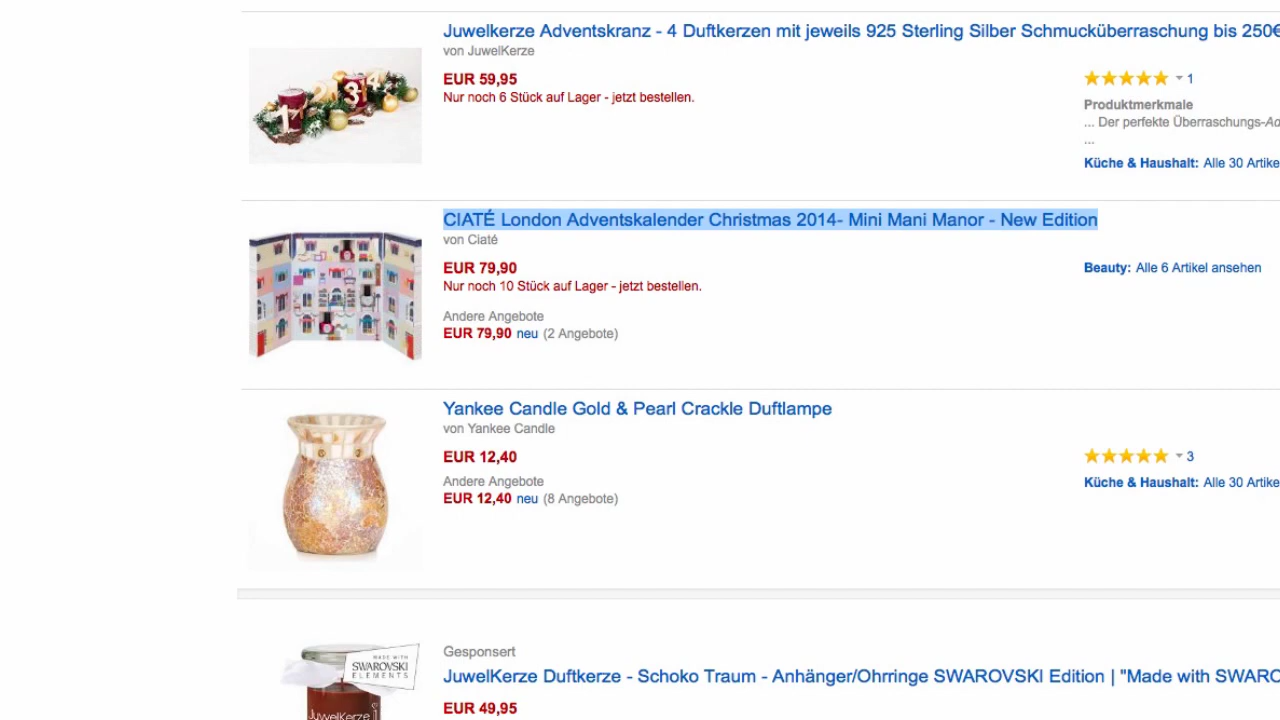 Juwelkerze Adventskranz - 4 Duftkerzen mit jeweils 925 Sterling Silber Schmucküberraschung bis 250€
von JuwelKerze
EUR 59,95
Nur noch 6 Stück auf Lager - jetzt bestellen.
1
Produktmerkmale
... Der perfekte Überraschungs-Ad
...
Küche & Haushalt: Alle 30 Artike
CIATÉ London Adventskalender Christmas 2014- Mini Mani Manor - New Edition
von Ciaté
EUR 79,90
Nur noch 10 Stück auf Lager - jetzt bestellen.
Beauty: Alle 6 Artikel ansehen
Andere Angebote
EUR 79,90 neu (2 Angebote)
Yankee Candle Gold & Pearl Crackle Duftlampe
von Yankee Candle
EUR 12,40
Andere Angebote
EUR 12,40 neu (8 Angebote)
3
Küche & Haushalt: Alle 30 Artike
MADE WITH
SWAROVSKI
ELEMENTS
JuwelKerze
Gesponsert
JuwelKerze Duftkerze - Schoko Traum - Anhänger/Ohrringe SWAROVSKI Edition | "Made with SWARO
EUR 49,95